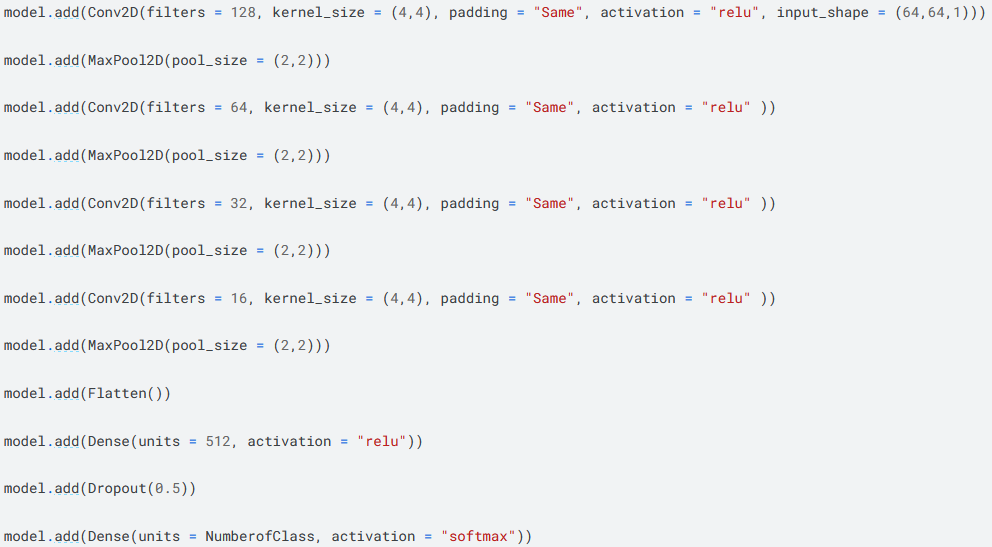 model.add(Conv2D(filters = 128, kernel_size = (4,4), padding = "Same", activation = "relu", input_shape = (64,64,1)))
model.add(MaxPool2D(pool_size = (2,2)))
model.add(Conv2D(filters = 64, kernel_size = (4,4), padding = "Same", activation = "relu" ))
model.add(MaxPool2D(pool_size = (2,2)))
model.add(Conv2D(filters = 32, kernel_size = (4,4), padding = "Same", activation = "relu" ))
model.add(MaxPool2D(pool_size = (2,2)))
model.add(Conv2D(filters = 16, kernel_size = (4,4), padding = "Same", activation = "relu" ))
model.add(MaxPool2D(pool_size = (2,2)))
model.add(Flatten())
model.add(Dense(units = 512, activation = "relu"))
model.add(Dropout(0.5))
model.add(Dense(units = NumberofClass, activation = "softmax"))